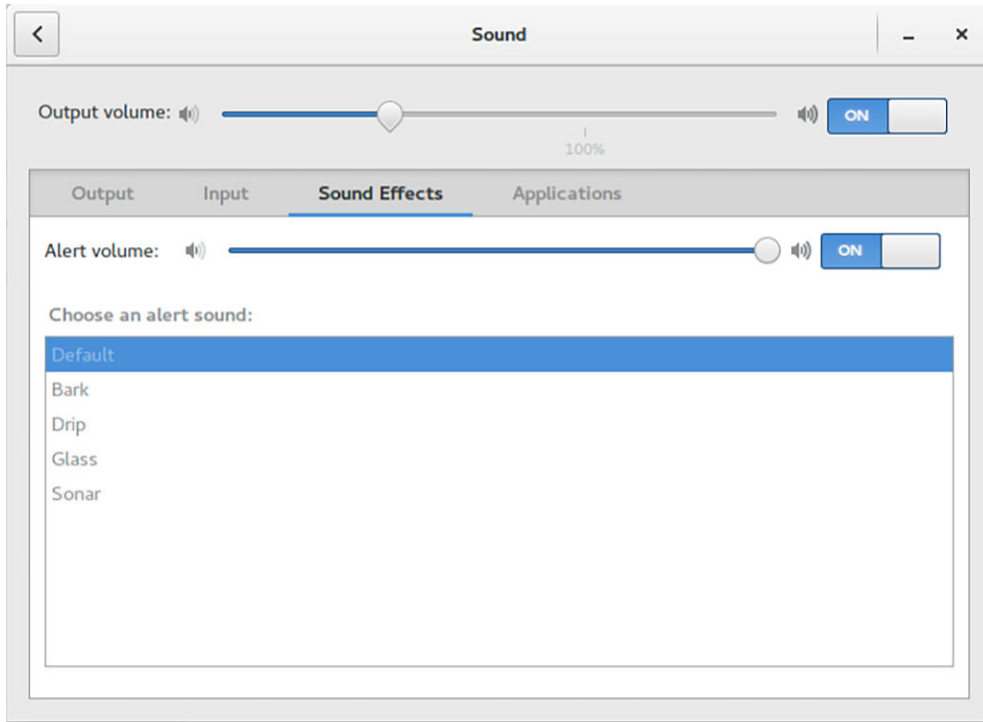 Sound
Output volume: ON
100%
Output Input Sound Effects Applications
Alert volume: ON
Choose an alert sound:
Default
Bark
Drip
Glass
Sonar